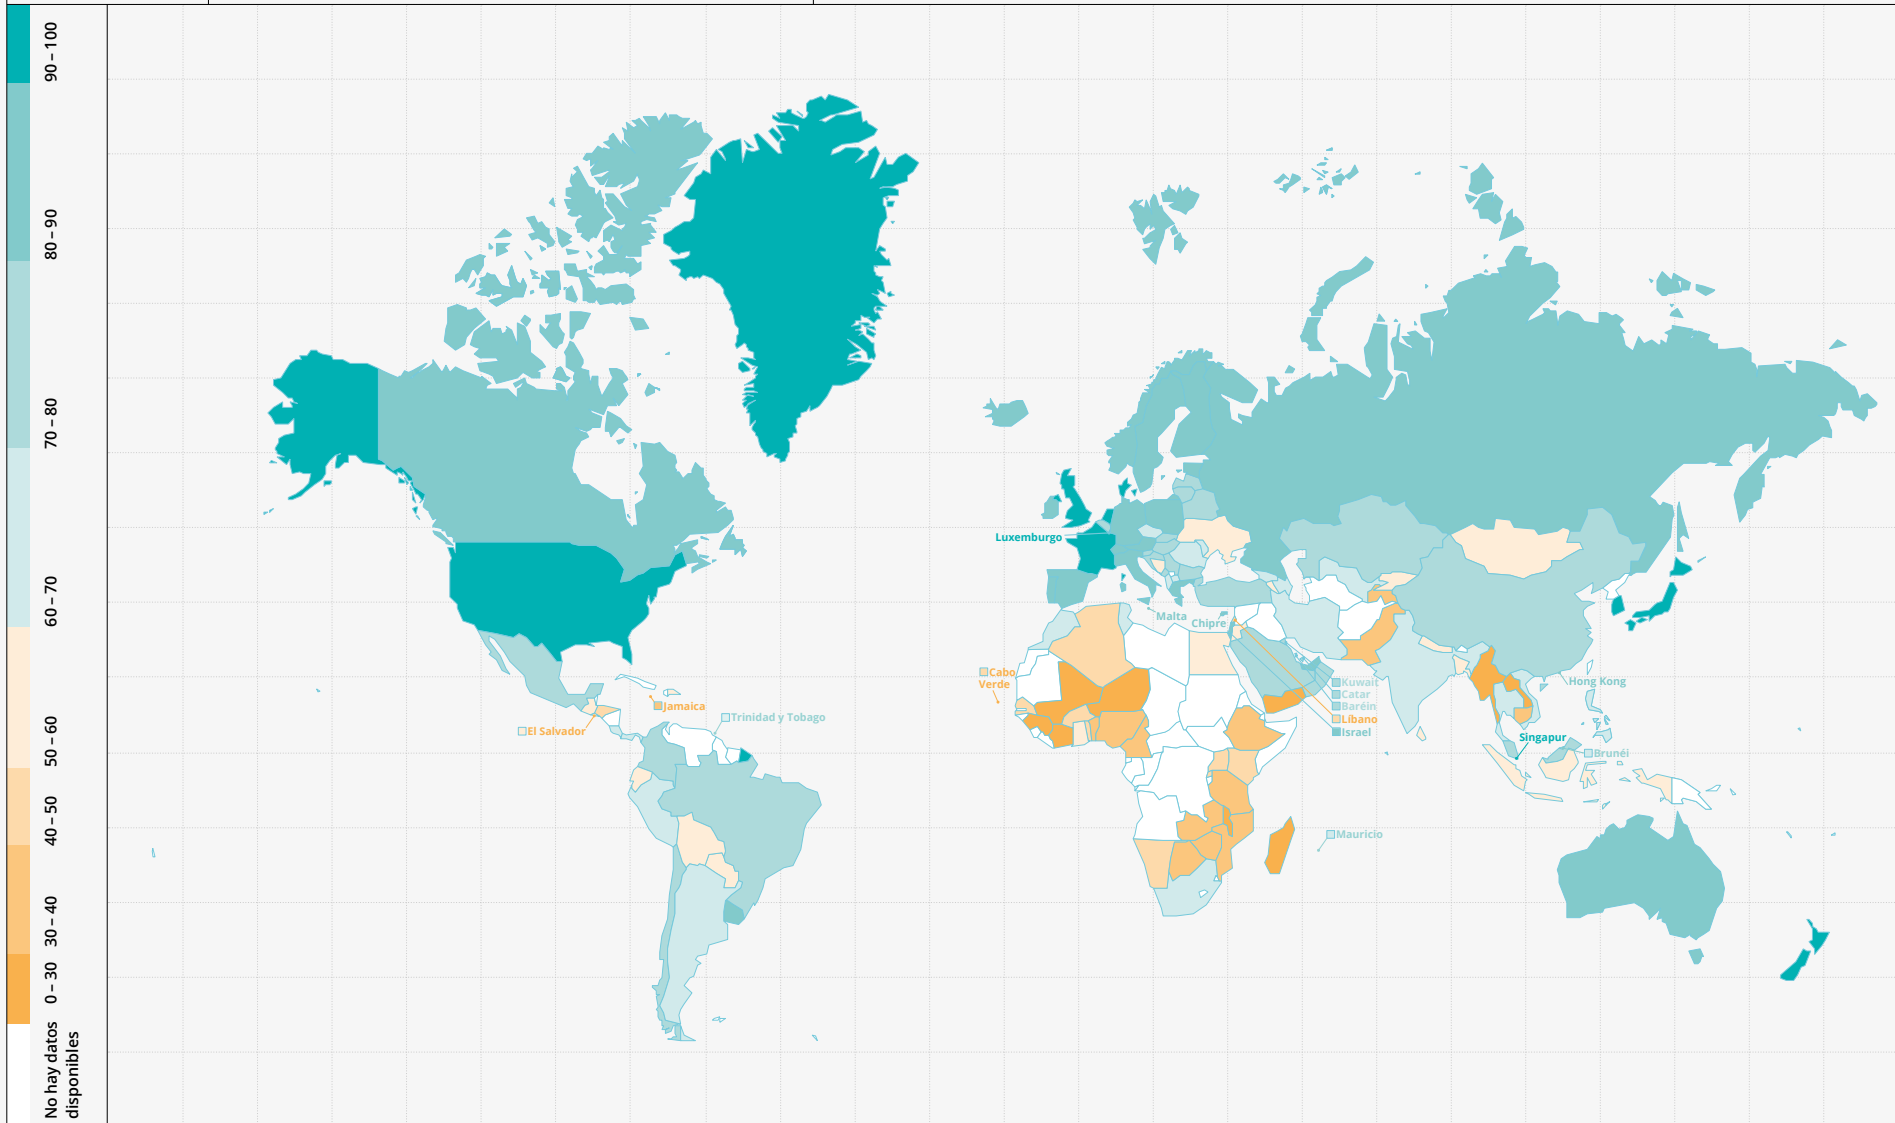 90 – 100
80 – 90
70 – 80
60 – 70
50 – 60
40 – 50
30 – 40
0 – 30
No hay datos
disponibles
Luxemburgo
Malta
Chipre
Cabo
Verde
Jamaica
El Salvador
Trinidad y Tobago
Kuwait
Catar
Baréin
Líbano
Israel
Hong Kong
Singapur
Brunéi
Mauricio